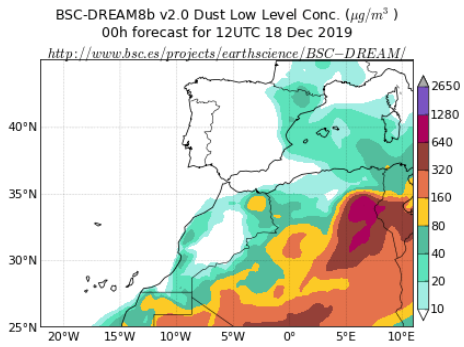 BSC-DREAM8b v2.0 Dust Low Level Conc. (μg/m³ )
00h forecast for 12UTC 18 Dec 2019
http://www.bsc.es/projects/earthscience/BSC−DREAM/
2650
1280
40°N
640
320
35°N
160
80
30°N
40
20
10
25°N
20°W 15°W 10°W 5°W 0° 5°E 10°E